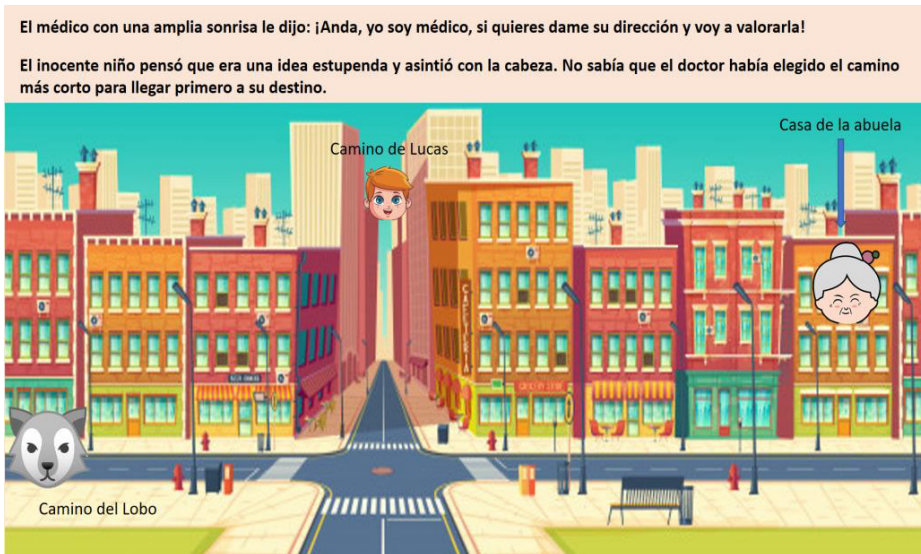 El médico con una amplia sonrisa le dijo: ¡Anda, yo soy médico, si quieres dame su dirección y voy a valorarla!
El inocente niño pensó que era una idea estupenda y asintió con la cabeza. No sabía que el doctor había elegido el camino
más corto para llegar primero a su destino.
Casa de la abuela
Camino de Lucas
CAFETERIA
Camino del Lobo